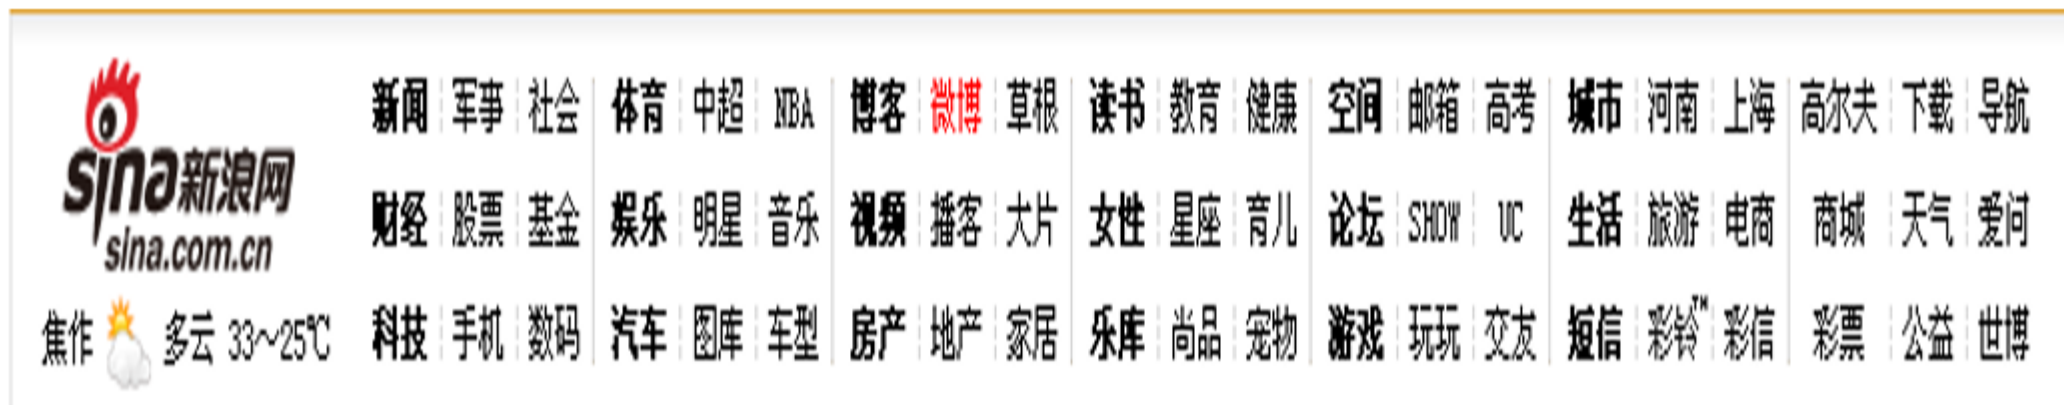 sina新浪网
sina.com.cn
焦作 多云 33～25℃
新闻 军事 社会 体育 中超 NBA 博客 微博 草根 读书 教育 健康 空间 邮箱 高考 城市 河南 上海 高尔夫 下载 导航
财经 股票 基金 娱乐 明星 音乐 视频 播客 大片 女性 星座 育儿 论坛 SHOW UC 生活 旅游 电商 商城 天气 爱问
科技 手机 数码 汽车 图库 车型 房产 地产 家居 乐库 尚品 宠物 游戏 玩玩 交友 短信 彩铃™ 彩信 彩票 公益 世博